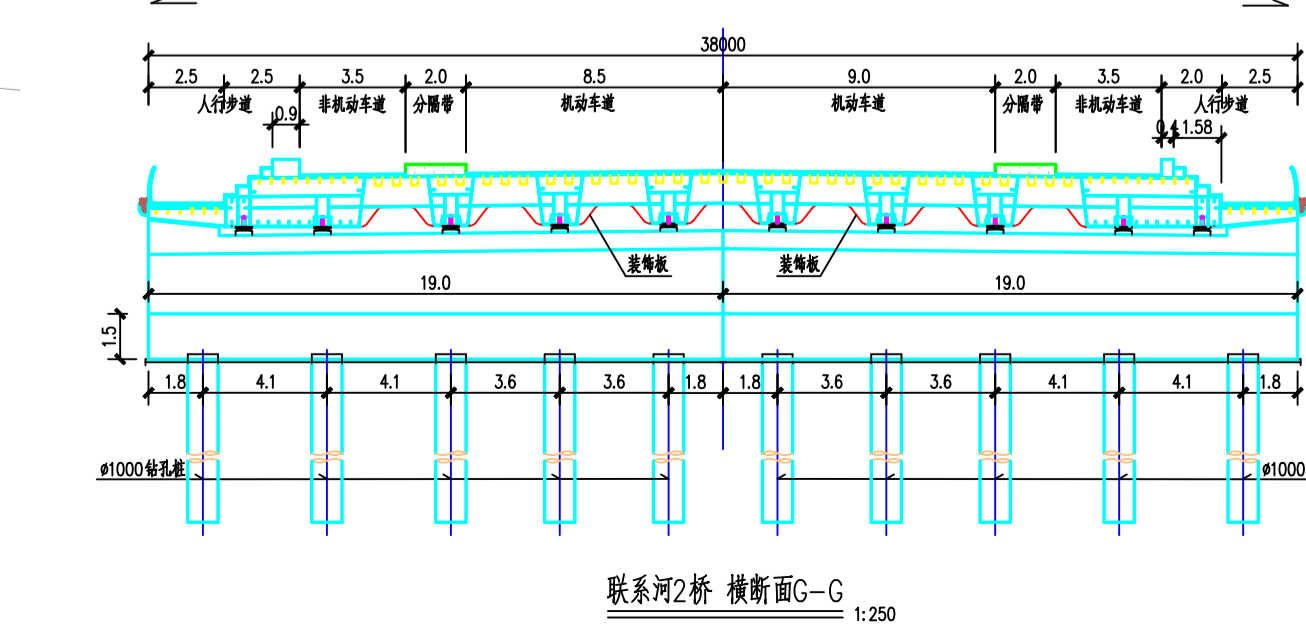 38000
2.5 2.5 3.5 2.0 8.5 9.0 2.0 3.5 2.0 2.5
人行步道 非机动车道 分隔带 机动车道 机动车道 分隔带 非机动车道 人行步道
0.9 0.4 1.58
装饰板 装饰板
19.0 19.0
1.5
1.8 4.1 4.1 3.6 3.6 1.8 1.8 3.6 3.6 4.1 4.1 1.8
ø1000钻孔桩 ø1000
联系河2桥 横断面G-G
1:250